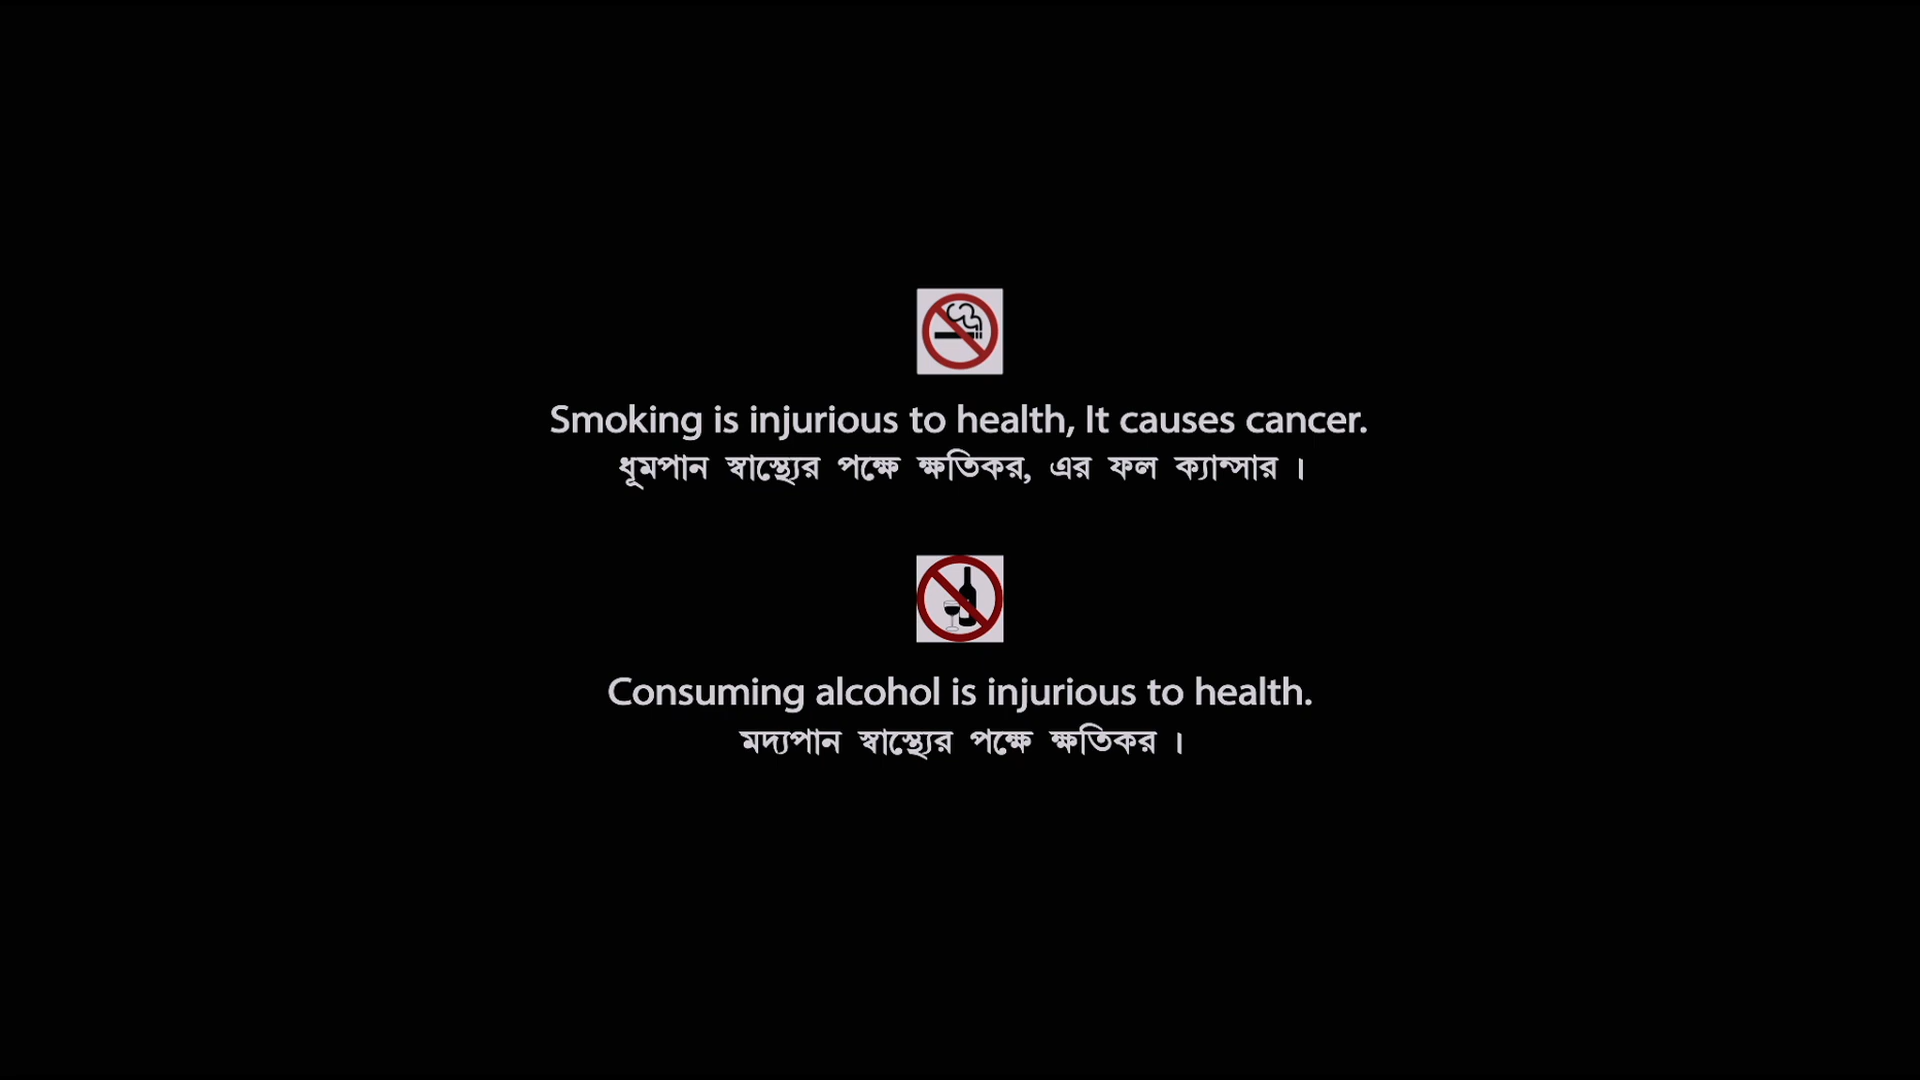 Smoking is injurious to health, It causes cancer.
ধূমপান স্বাস্থ্যের পক্ষে ক্ষতিকর, এর ফল ক্যান্সার ।
Consuming alcohol is injurious to health.
মদ্যপান স্বাস্থ্যের পক্ষে ক্ষতিকর ।